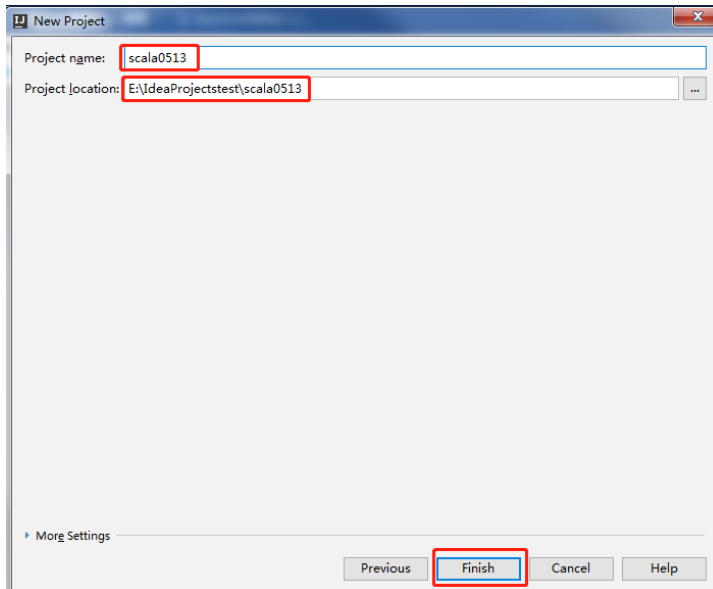 New Project
Project name: scala0513
Project location: E:\IdeaProjectstest\scala0513 ...
More Settings
Previous Finish Cancel Help